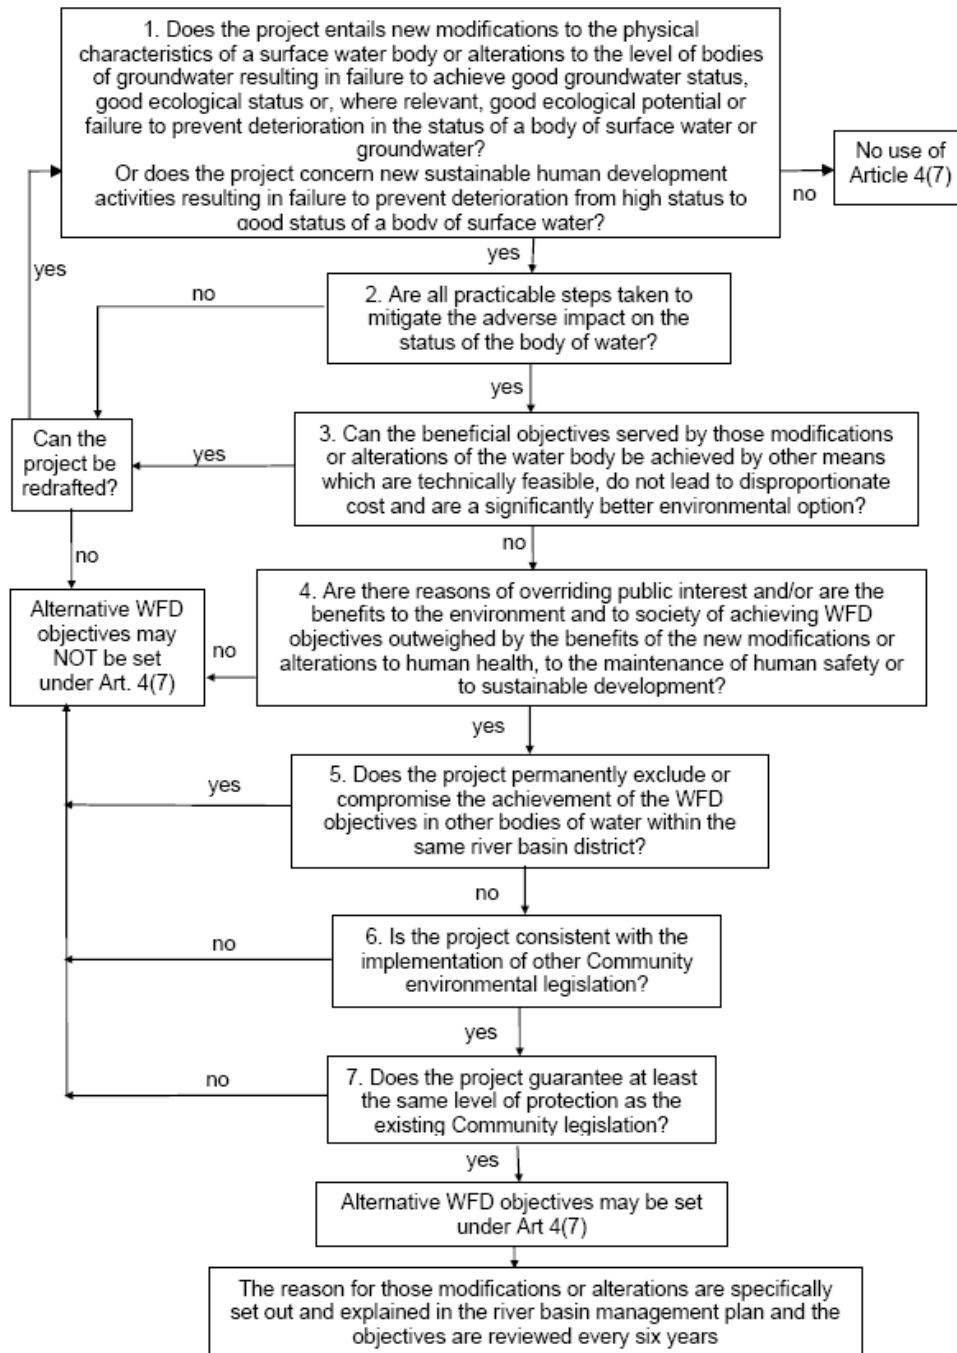 1. Does the project entails new modifications to the physical
characteristics of a surface water body or alterations to the level of bodies
of groundwater resulting in failure to achieve good groundwater status,
good ecological status or, where relevant, good ecological potential or
failure to prevent deterioration in the status of a body of surface water or
groundwater?
Or does the project concern new sustainable human development
activities resulting in failure to prevent deterioration from high status to
good status of a body of surface water?
no
No use of
Article 4(7)
yes
yes
2. Are all practicable steps taken to
mitigate the adverse impact on the
status of the body of water?
no
yes
Can the
project be
redrafted?
yes
3. Can the beneficial objectives served by those modifications
or alterations of the water body be achieved by other means
which are technically feasible, do not lead to disproportionate
cost and are a significantly better environmental option?
no
no
Alternative WFD
objectives may
NOT be set
under Art. 4(7)
no
4. Are there reasons of overriding public interest and/or are the
benefits to the environment and to society of achieving WFD
objectives outweighed by the benefits of the new modifications or
alterations to human health, to the maintenance of human safety or
to sustainable development?
yes
yes
5. Does the project permanently exclude or
compromise the achievement of the WFD
objectives in other bodies of water within the
same river basin district?
no
no
6. Is the project consistent with the
implementation of other Community
environmental legislation?
yes
no
7. Does the project guarantee at least
the same level of protection as the
existing Community legislation?
yes
Alternative WFD objectives may be set
under Art 4(7)
The reason for those modifications or alterations are specifically
set out and explained in the river basin management plan and the
objectives are reviewed every six years